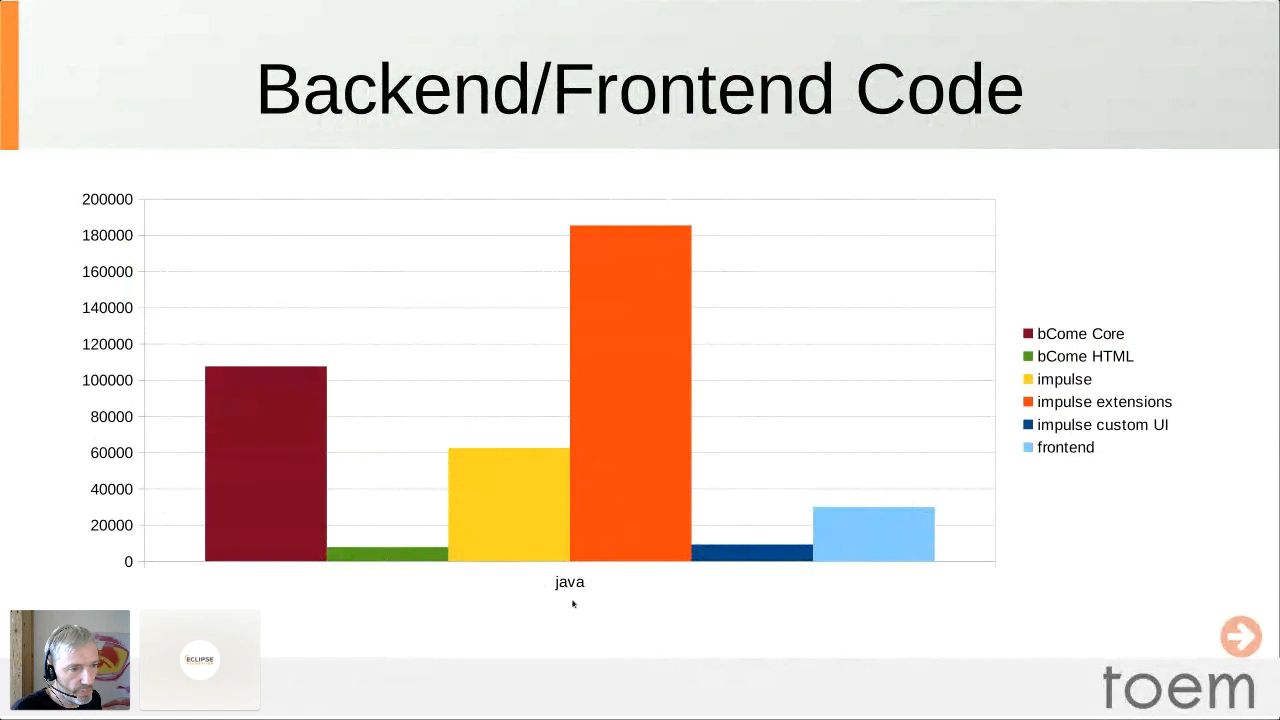 Backend/Frontend Code
200000
180000
160000
140000
120000
100000
80000
60000
40000
20000
0
java
bCome Core
bCome HTML
impulse
impulse extensions
impulse custom UI
frontend
ECLIPSE
toem